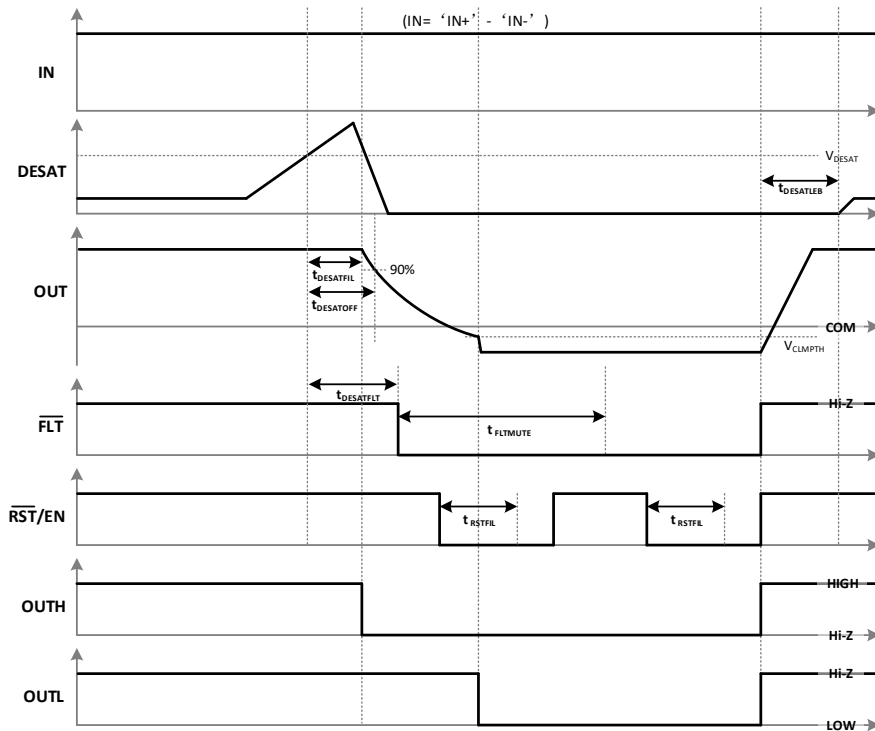 (IN= ‘IN+’ - ‘IN-’ )
IN
DESAT
VDESAT
tDESATLEB
OUT
tDESATFIL
90%
tDESATOFF
COM
VCLMPTH
FLT
tDESATFLT
Hi-Z
tFLTMUTE
RST/EN
tRSTFIL
tRSTFIL
OUTH
HIGH
Hi-Z
OUTL
Hi-Z
LOW